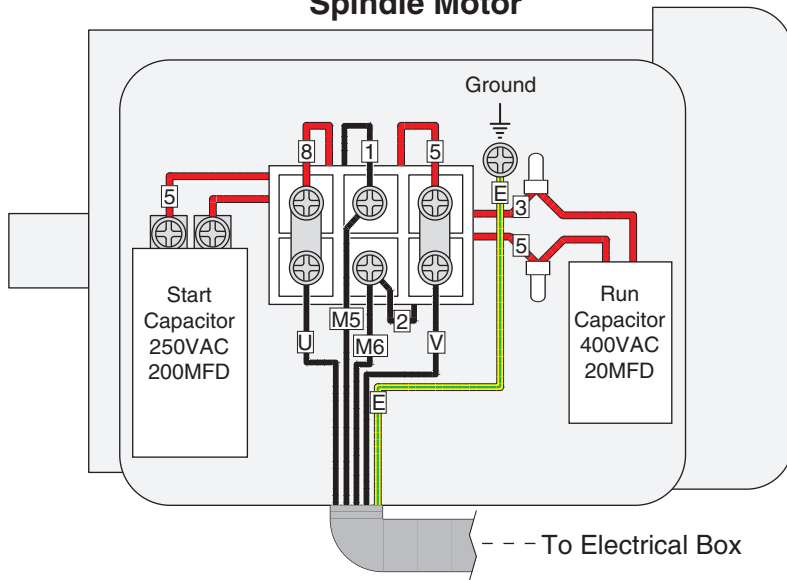 Spindle Motor
Ground
8
1
5
5
E
3
5
Start
Capacitor
250VAC
200MFD
M5
2
U
M6
V
Run
Capacitor
400VAC
20MFD
E
To Electrical Box